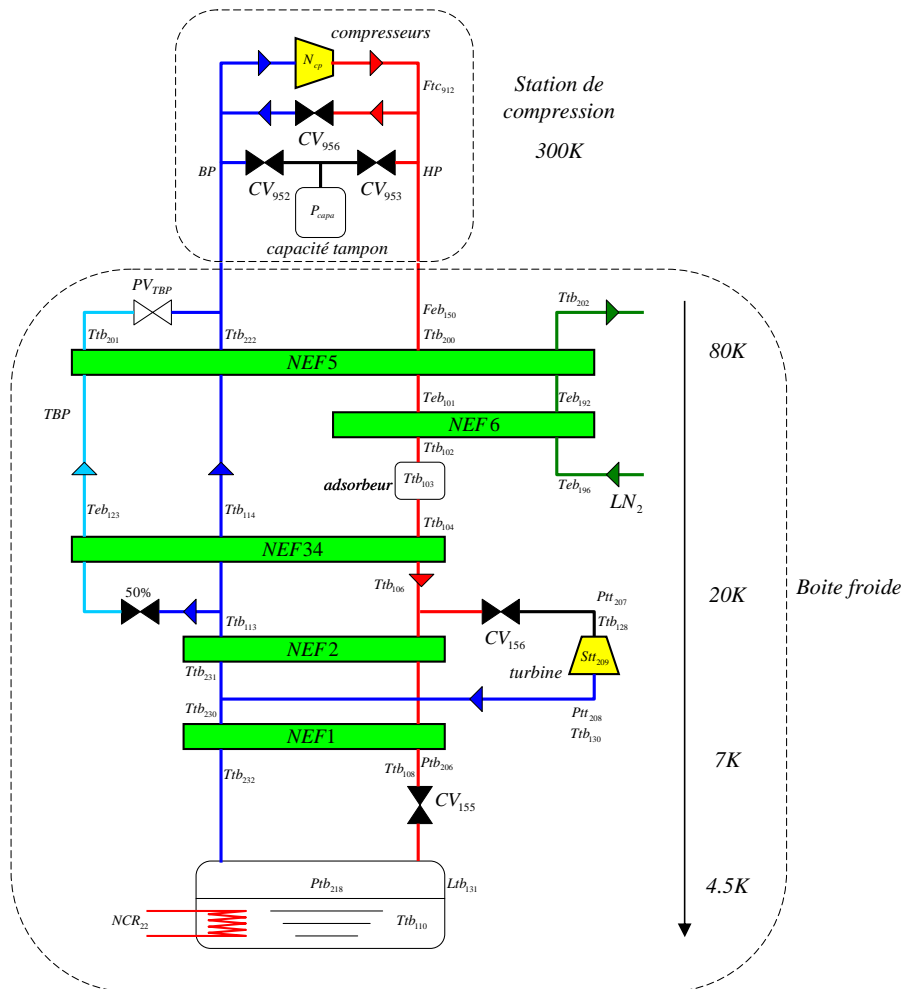 compresseurs
N_cp
Ftc_912
Station de
compression
300K
CV_956
BP
HP
CV_952
CV_953
P_capa
capacité tampon
PV_TBP
Feb_150
Ttb_202
Ttb_201
Ttb_222
Ttb_200
80K
NEF5
TBP
Teb_101
Teb_192
NEF6
Ttb_102
adsorbeur
Ttb_103
Teb_196
LN_2
Teb_123
Ttb_114
Ttb_104
NEF34
Ttb_106
50%
Ptt_207
20K
Boite froide
Ttb_113
CV_156
Ttb_128
NEF2
Ttb_231
turbine
Stt_209
Ttb_230
Ptt_208
Ttb_130
NEF1
Ttb_232
Ttb_108
Ptb_206
7K
CV_155
Ptb_218
Ltb_131
4.5K
NCR_22
Ttb_110